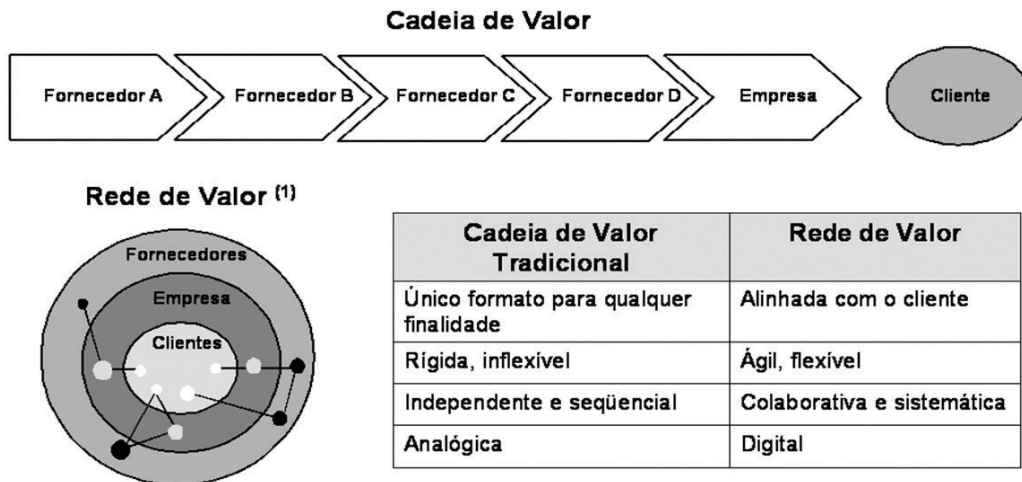 Cadeia de Valor
Fornecedor A
Fornecedor B
Fornecedor C
Fornecedor D
Empresa
Cliente
Rede de Valor (1)
Fornecedores
Empresa
Clientes
Cadeia de Valor
Tradicional
Rede de Valor
Único formato para qualquer
finalidade
Alinhada com o cliente
Rígida, inflexível
Ágil, flexível
Independente e seqüencial
Colaborativa e sistemática
Analógica
Digital